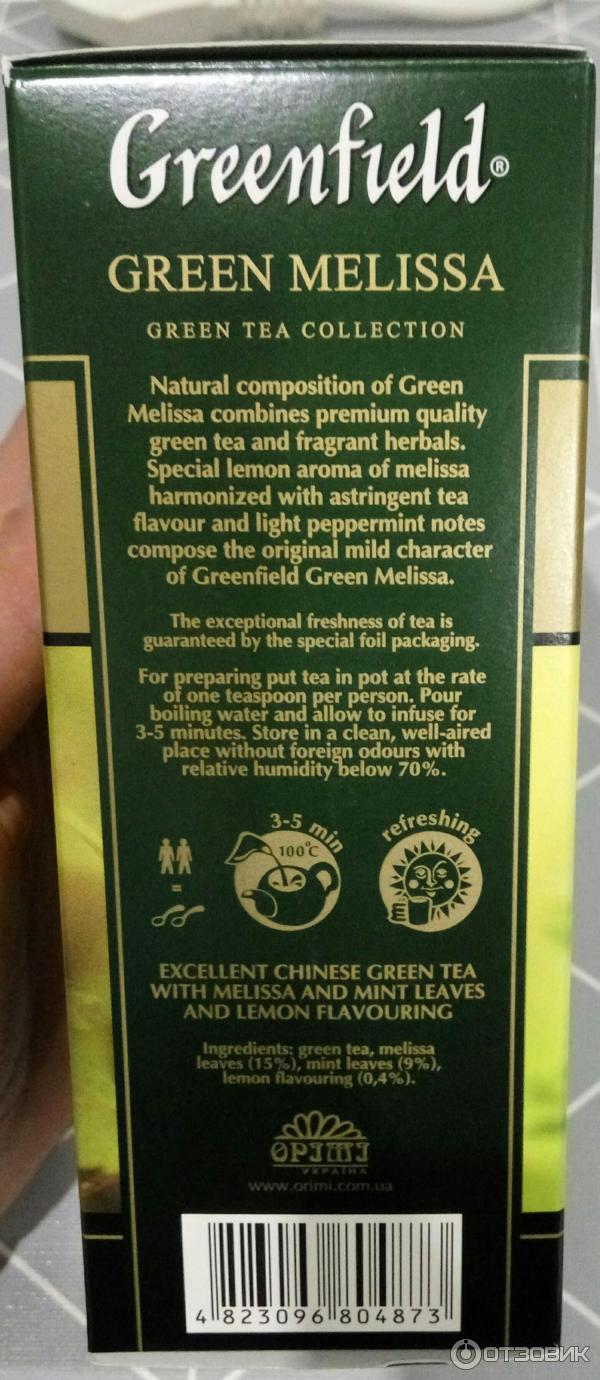 Greenfield®
GREEN MELISSA
GREEN TEA COLLECTION
Natural composition of Green
Melissa combines premium quality
green tea and fragrant herbals.
Special lemon aroma of melissa
harmonized with astringent tea
flavour and light peppermint notes
compose the original mild character
of Greenfield Green Melissa.
The exceptional freshness of tea is
guaranteed by the special foil packaging.
For preparing put tea in pot at the rate
of one teaspoon per person. Pour
boiling water and allow to infuse for
3-5 minutes. Store in a clean, well-aired
place without foreign odours with
relative humidity below 70%.
=
3-5 min
100°C
refreshing
EXCELLENT CHINESE GREEN TEA
WITH MELISSA AND MINT LEAVES
AND LEMON FLAVOURING
Ingredients: green tea, melissa
leaves (15%), mint leaves (9%),
lemon flavouring (0,4%).
ОРІМІ
УКРАЇНА
www.orimi.com.ua
4 823096 804873
ОТЗОВИК